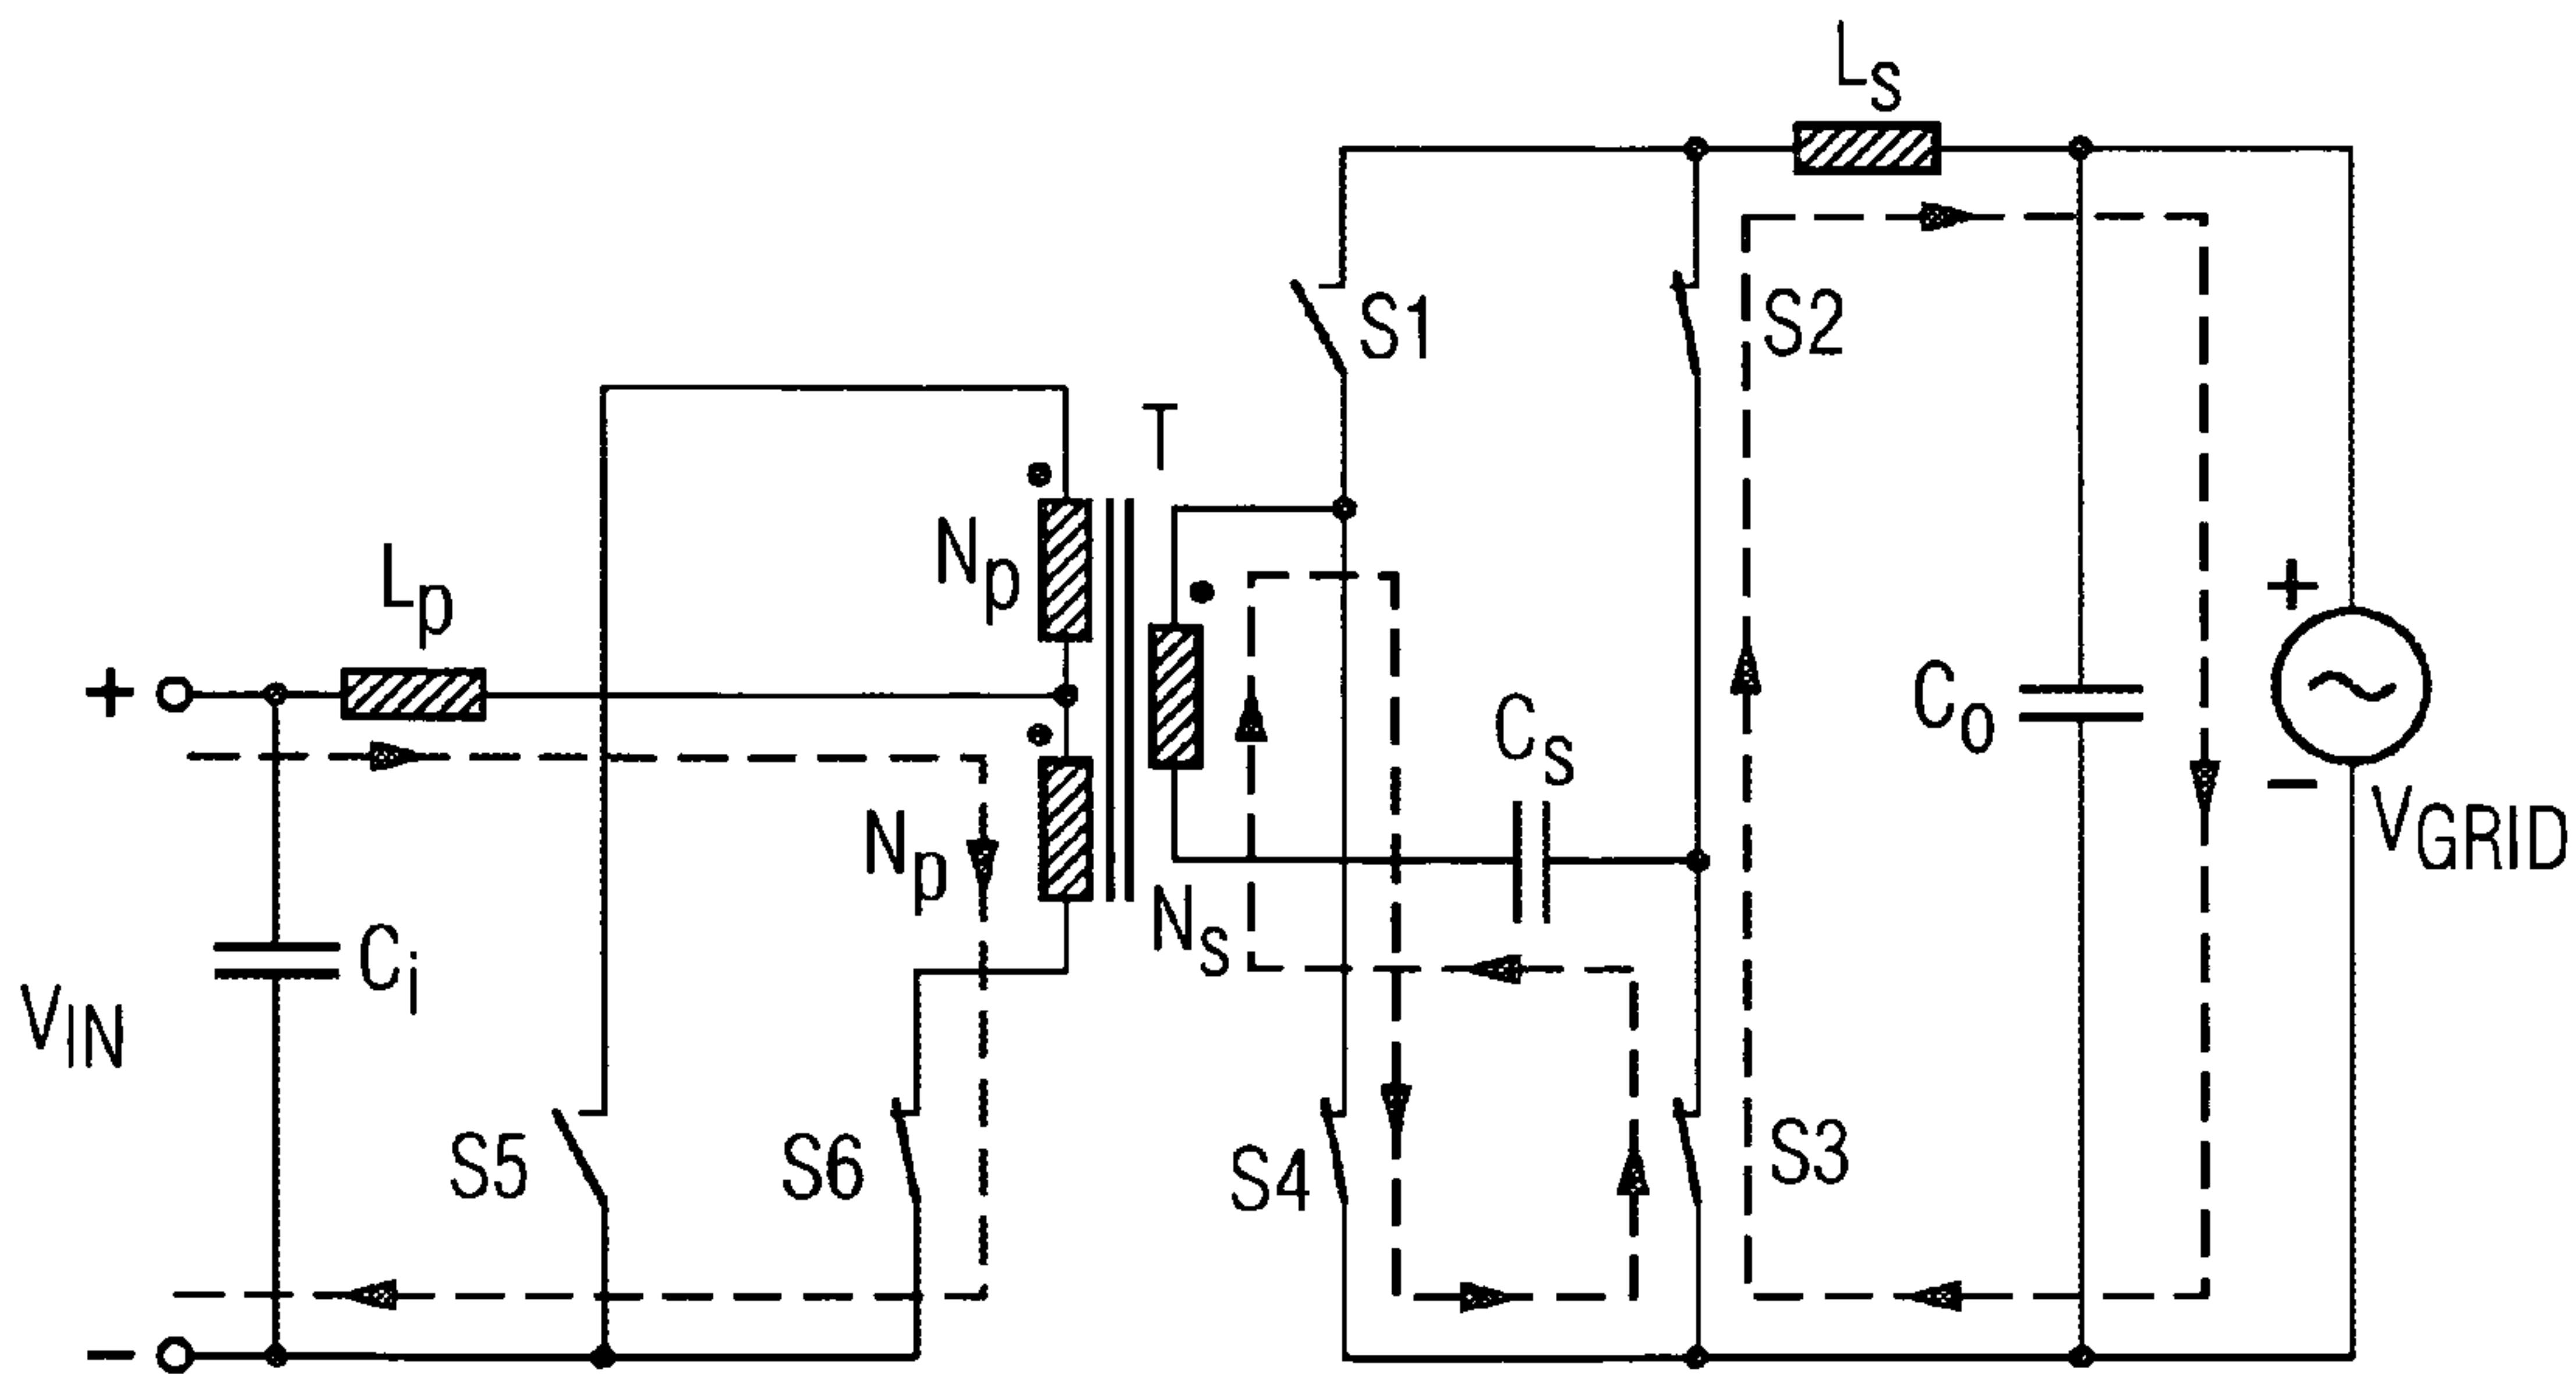 Ls
S1
S2
T
Np
Lp
+
+
Cs
Co
−
VGRID
Np
Ns
Ci
VIN
S5
S6
S4
S3
−